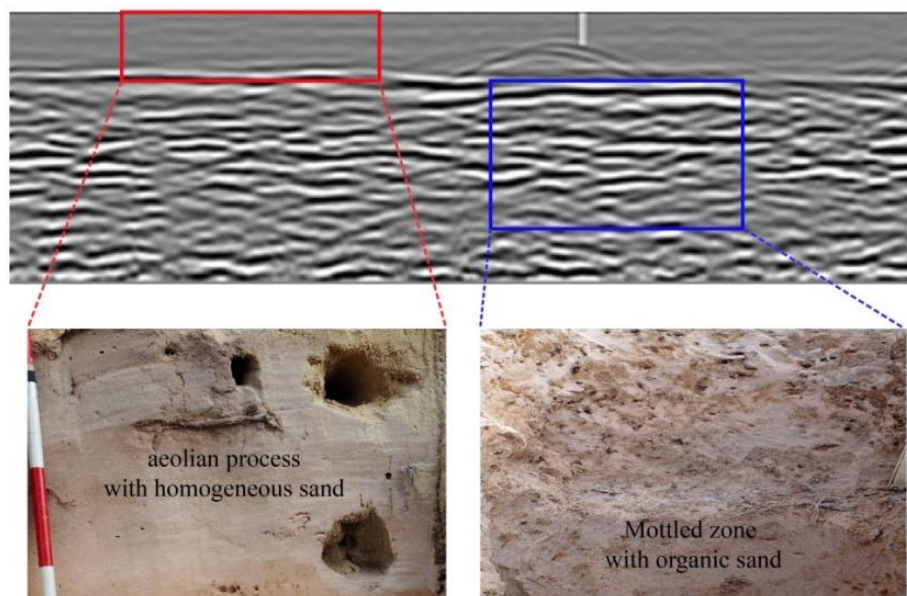 aeolian process
with homogeneous sand
Mottled zone
with organic sand